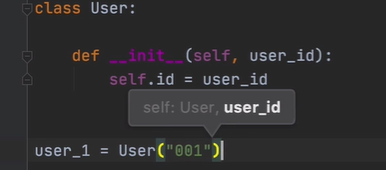 class User:
def __init__(self, user_id):
self.id = user_id
self: User, user_id
user_1 = User("001")